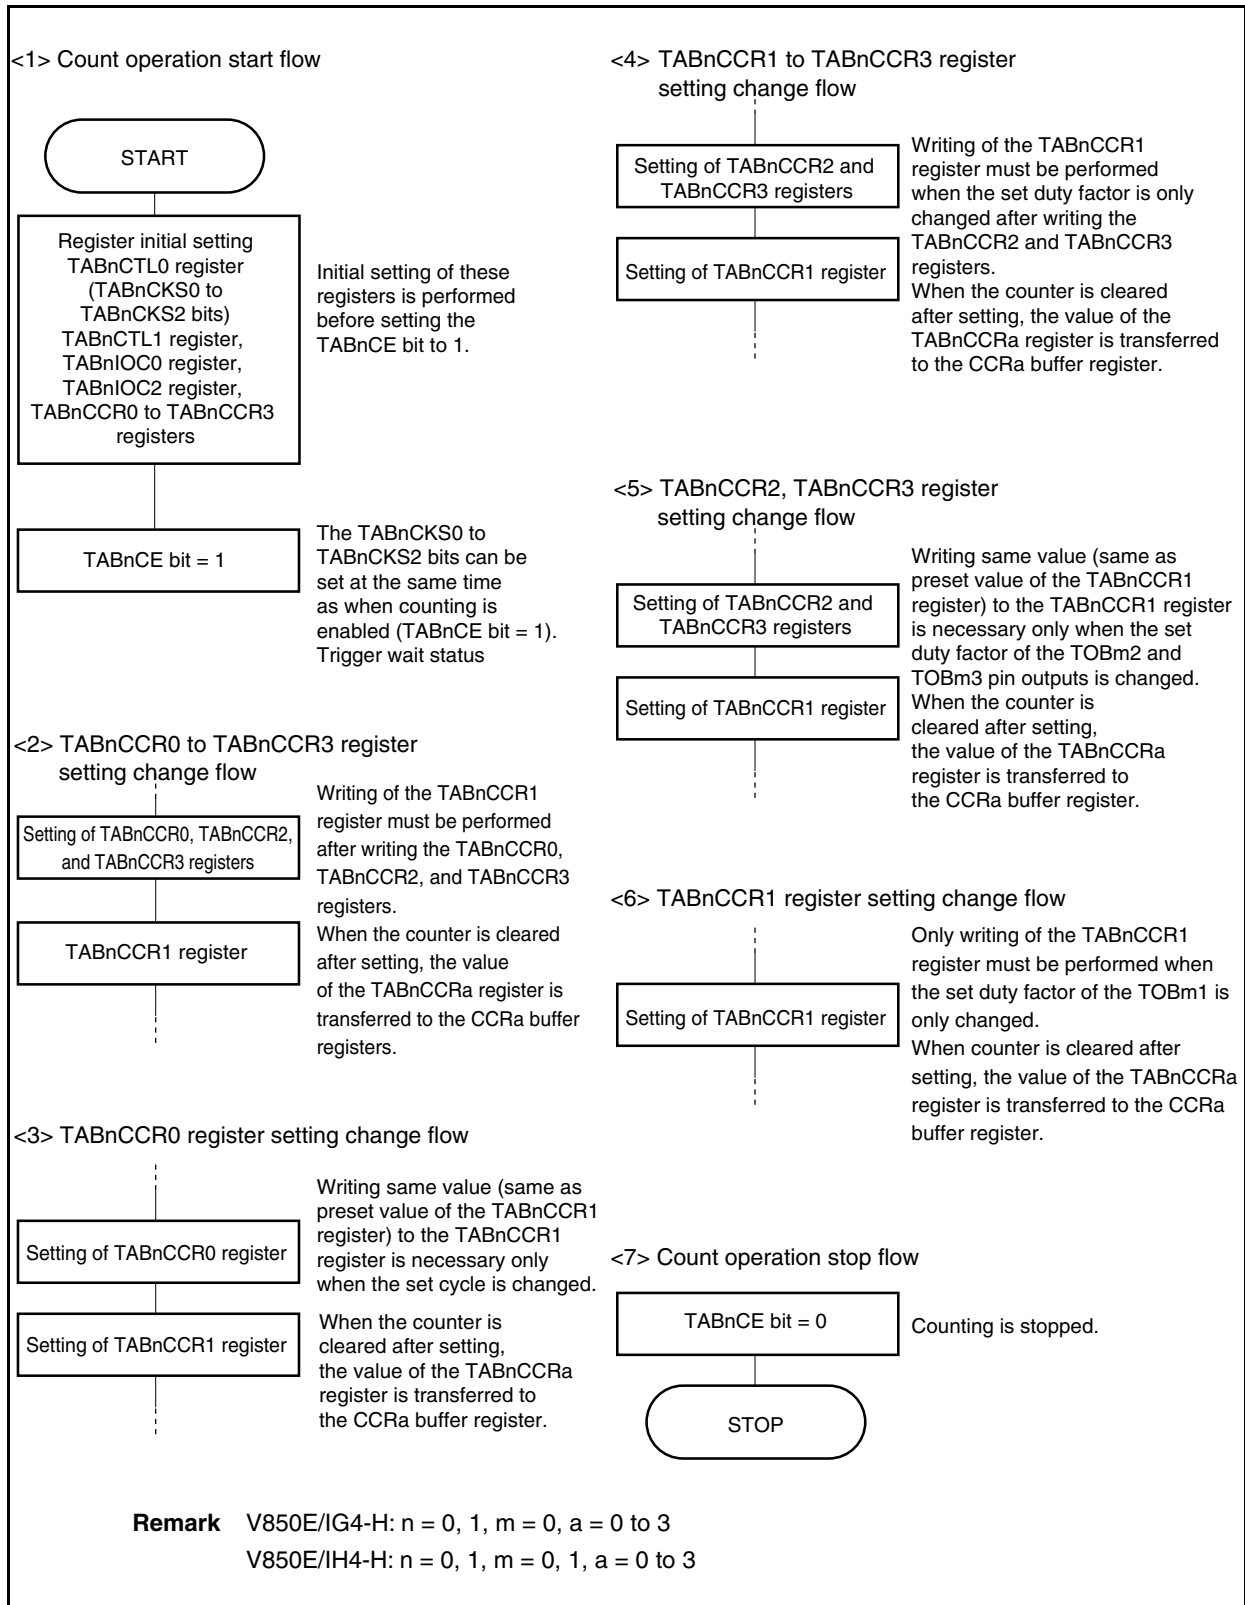 <1> Count operation start flow
START
Register initial setting
TABnCTL0 register
(TABnCKS0 to
TABnCKS2 bits)
TABnCTL1 register,
TABnIOC0 register,
TABnIOC2 register,
TABnCCR0 to TABnCCR3
registers
Initial setting of these
registers is performed
before setting the
TABnCE bit to 1.
TABnCE bit = 1
The TABnCKS0 to
TABnCKS2 bits can be
set at the same time
as when counting is
enabled (TABnCE bit = 1).
Trigger wait status
<2> TABnCCR0 to TABnCCR3 register
setting change flow
Setting of TABnCCR0, TABnCCR2,
and TABnCCR3 registers
TABnCCR1 register
Writing of the TABnCCR1
register must be performed
after writing the TABnCCR0,
TABnCCR2, and TABnCCR3
registers.
When the counter is cleared
after setting, the value
of the TABnCCRa register is
transferred to the CCRa buffer
registers.
<3> TABnCCR0 register setting change flow
Setting of TABnCCR0 register
Setting of TABnCCR1 register
Writing same value (same as
preset value of the TABnCCR1
register) to the TABnCCR1
register is necessary only
when the set cycle is changed.
When the counter is
cleared after setting,
the value of the TABnCCRa
register is transferred to
the CCRa buffer register.
<4> TABnCCR1 to TABnCCR3 register
setting change flow
Setting of TABnCCR2 and
TABnCCR3 registers
Setting of TABnCCR1 register
Writing of the TABnCCR1
register must be performed
when the set duty factor is only
changed after writing the
TABnCCR2 and TABnCCR3
registers.
When the counter is cleared
after setting, the value of the
TABnCCRa register is transferred
to the CCRa buffer register.
<5> TABnCCR2, TABnCCR3 register
setting change flow
Setting of TABnCCR2 and
TABnCCR3 registers
Setting of TABnCCR1 register
Writing same value (same as
preset value of the TABnCCR1
register) to the TABnCCR1 register
is necessary only when the set
duty factor of the TOBm2 and
TOBm3 pin outputs is changed.
When the counter is
cleared after setting,
the value of the TABnCCRa
register is transferred to
the CCRa buffer register.
<6> TABnCCR1 register setting change flow
Setting of TABnCCR1 register
Only writing of the TABnCCR1
register must be performed when
the set duty factor of the TOBm1 is
only changed.
When counter is cleared after
setting, the value of the TABnCCRa
register is transferred to the CCRa
buffer register.
<7> Count operation stop flow
TABnCE bit = 0
Counting is stopped.
STOP
Remark V850E/IG4-H: n = 0, 1, m = 0, a = 0 to 3
V850E/IH4-H: n = 0, 1, m = 0, 1, a = 0 to 3